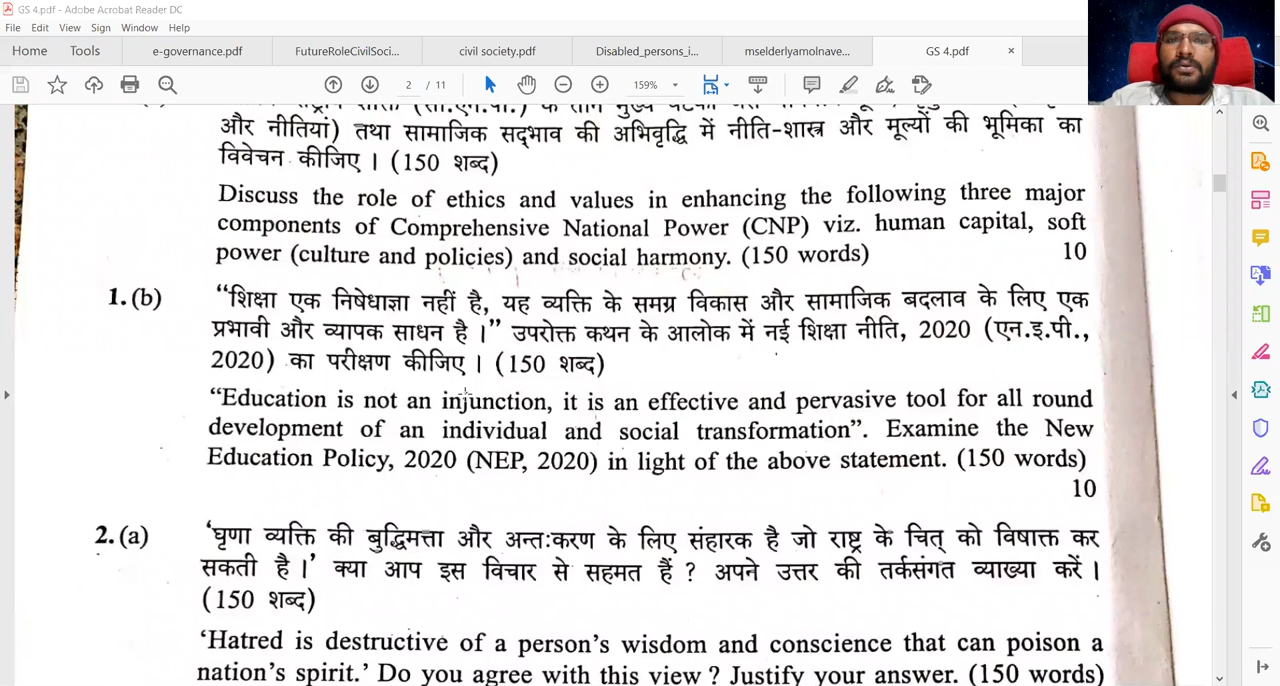 GS 4.pdf - Adobe Acrobat Reader DC
File Edit View Sign Window Help
Home Tools e-governance.pdf FutureRoleCivilSoci... civil society.pdf Disabled_persons_i... mselderlyamolnave... GS 4.pdf ×
2 / 11 159%
और नीतियां) तथा सामाजिक सद्‌भाव की अभिवृद्धि में नीति-शास्त्र और मूल्यों की भूमिका का
विवेचन कीजिए । (150 शब्द)
Discuss the role of ethics and values in enhancing the following three major
components of Comprehensive National Power (CNP) viz. human capital, soft
power (culture and policies) and social harmony. (150 words) 10
1. (b) “शिक्षा एक निषेधाज्ञा नहीं है, यह व्यक्ति के समग्र विकास और सामाजिक बदलाव के लिए एक
प्रभावी और व्यापक साधन है ।” उपरोक्त कथन के आलोक में नई शिक्षा नीति, 2020 (एन.इ.पी.,
2020) का परीक्षण कीजिए । (150 शब्द)
“Education is not an injunction, it is an effective and pervasive tool for all round
development of an individual and social transformation”. Examine the New
Education Policy, 2020 (NEP, 2020) in light of the above statement. (150 words)
10
2. (a) ‘घृणा व्यक्ति की बुद्धिमत्ता और अन्तःकरण के लिए संहारक है जो राष्ट्र के चित् को विषाक्त कर
सकती है ।’ क्या आप इस विचार से सहमत हैं ? अपने उत्तर की तर्कसंगत व्याख्या करें ।
(150 शब्द)
‘Hatred is destructive of a person’s wisdom and conscience that can poison a
nation’s spirit.’ Do you agree with this view ? Justify your answer. (150 words)